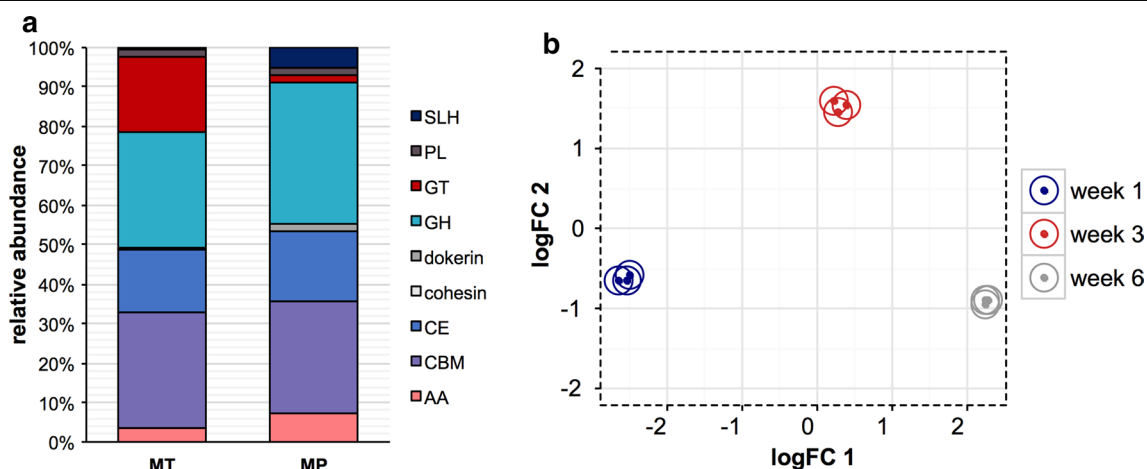 a
100%
90%
80%
70%
60%
50%
40%
30%
20%
10%
0%
relative abundance
MT
MP
SLH
PL
GT
GH
dokerin
cohesin
CE
CBM
AA
b
2
1
0
-1
-2
logFC 2
-2
-1
0
1
2
logFC 1
week 1
week 3
week 6